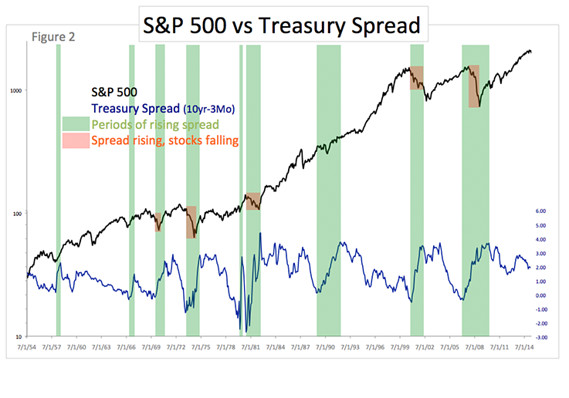 S&P 500 vs Treasury Spread
Figure 2
S&P 500
Treasury Spread (10yr-3Mo)
Periods of rising spread
Spread rising, stocks falling
1000
100
10
6.00
5.00
4.00
3.00
2.00
1.00
0.00
-1.00
-2.00
-3.00
7/1/54 7/1/57 7/1/60 7/1/63 7/1/66 7/1/69 7/1/72 7/1/75 7/1/78 7/1/81 7/1/84 7/1/87 7/1/90 7/1/93 7/1/96 7/1/99 7/1/02 7/1/05 7/1/08 7/1/11 7/1/14